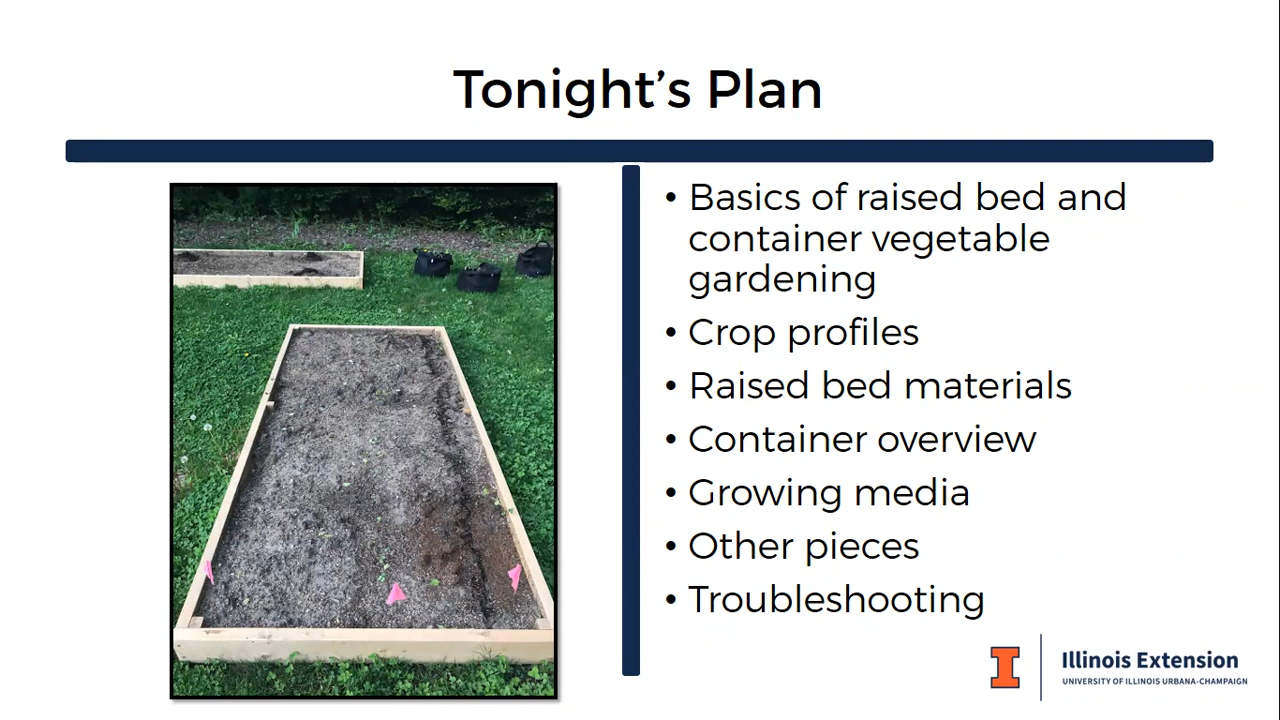 Tonight’s Plan
• Basics of raised bed and
container vegetable
gardening
• Crop profiles
• Raised bed materials
• Container overview
• Growing media
• Other pieces
• Troubleshooting
I
Illinois Extension
UNIVERSITY OF ILLINOIS URBANA-CHAMPAIGN